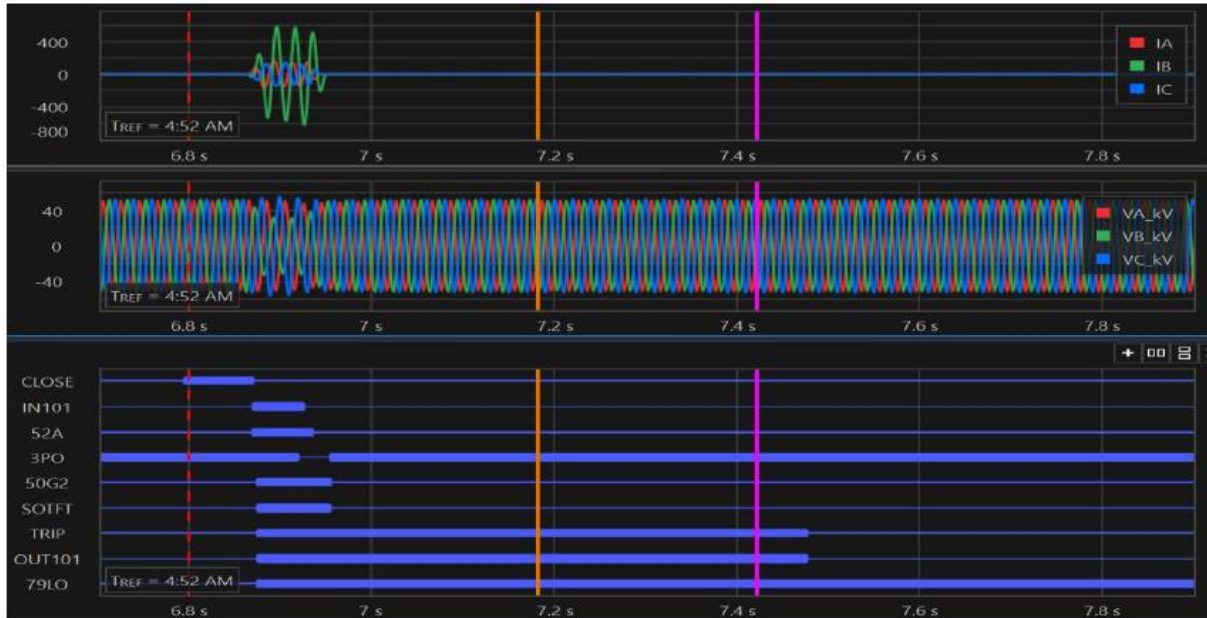 400
0
-400
-800
IA
IB
IC
TREF = 4:52 AM
6.8 s 7 s 7.2 s 7.4 s 7.6 s 7.8 s
40
0
-40
VA_kV
VB_kV
VC_kV
TREF = 4:52 AM
6.8 s 7 s 7.2 s 7.4 s 7.6 s 7.8 s
CLOSE
IN101
52A
3PO
50G2
SOTFT
TRIP
OUT101
79LO
TREF = 4:52 AM
6.8 s 7 s 7.2 s 7.4 s 7.6 s 7.8 s